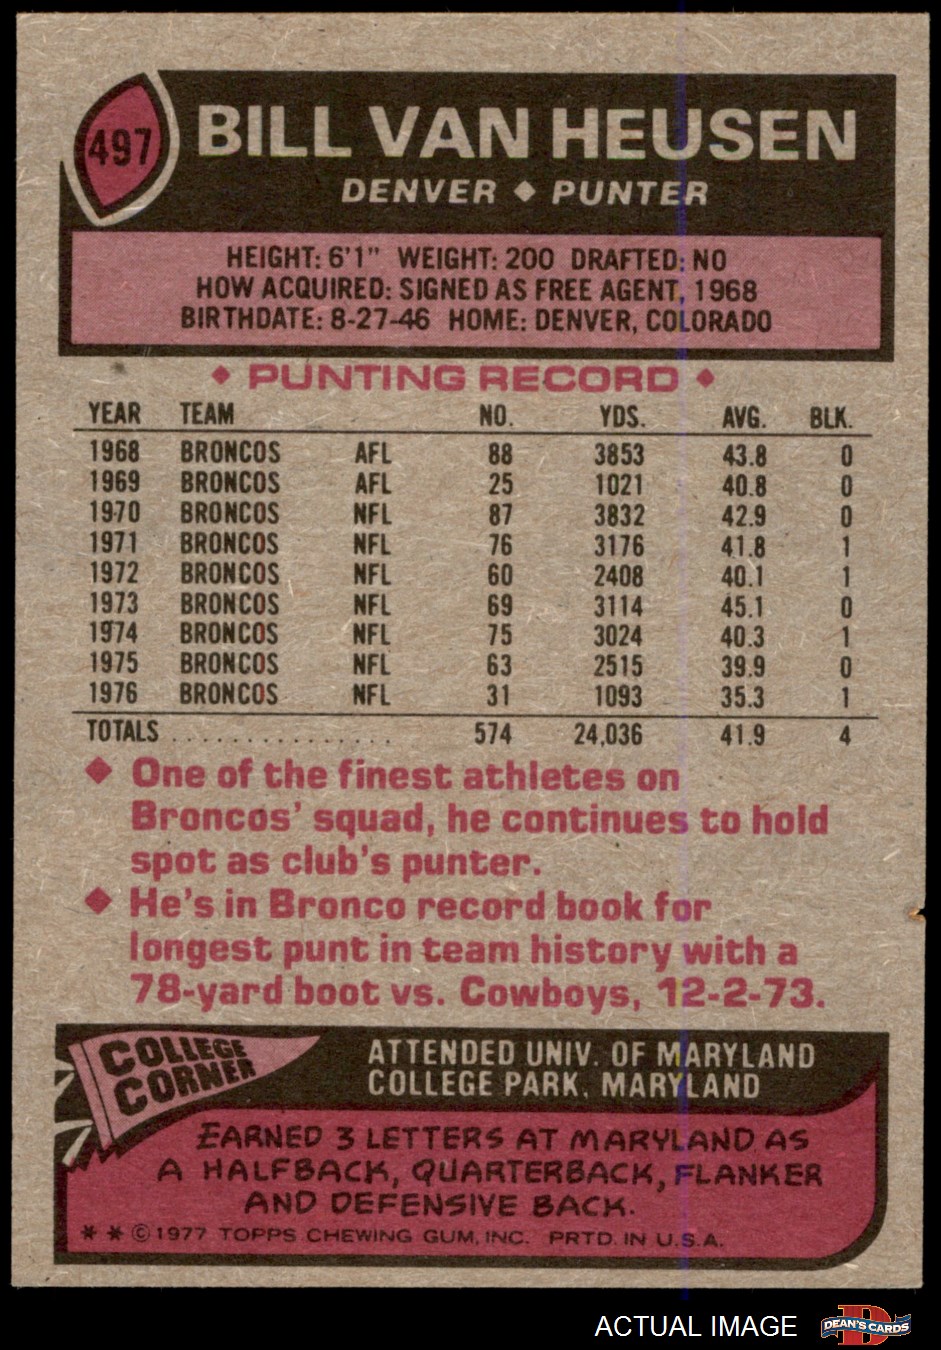 497
BILL VAN HEUSEN
DENVER ◆ PUNTER
HEIGHT: 6'1" WEIGHT: 200 DRAFTED: NO
HOW ACQUIRED: SIGNED AS FREE AGENT, 1968
BIRTHDATE: 8-27-46 HOME: DENVER, COLORADO
◆ PUNTING RECORD ◆
YEAR TEAM NO. YDS. AVG. BLK.
1968 BRONCOS AFL 88 3853 43.8 0
1969 BRONCOS AFL 25 1021 40.8 0
1970 BRONCOS NFL 87 3832 42.9 0
1971 BRONCOS NFL 76 3176 41.8 1
1972 BRONCOS NFL 60 2408 40.1 1
1973 BRONCOS NFL 69 3114 45.1 0
1974 BRONCOS NFL 75 3024 40.3 1
1975 BRONCOS NFL 63 2515 39.9 0
1976 BRONCOS NFL 31 1093 35.3 1
TOTALS . . . . . . . . . . . . . . . 574 24,036 41.9 4
◆ One of the finest athletes on
Broncos' squad, he continues to hold
spot as club's punter.
◆ He's in Bronco record book for
longest punt in team history with a
78-yard boot vs. Cowboys, 12-2-73.
COLLEGE
CORNER
ATTENDED UNIV. OF MARYLAND
COLLEGE PARK, MARYLAND
EARNED 3 LETTERS AT MARYLAND AS
A HALFBACK, QUARTERBACK, FLANKER
AND DEFENSIVE BACK.
* * © 1977 TOPPS CHEWING GUM, INC. PRTD. IN U.S.A.
ACTUAL IMAGE
D
DEAN'S CARDS